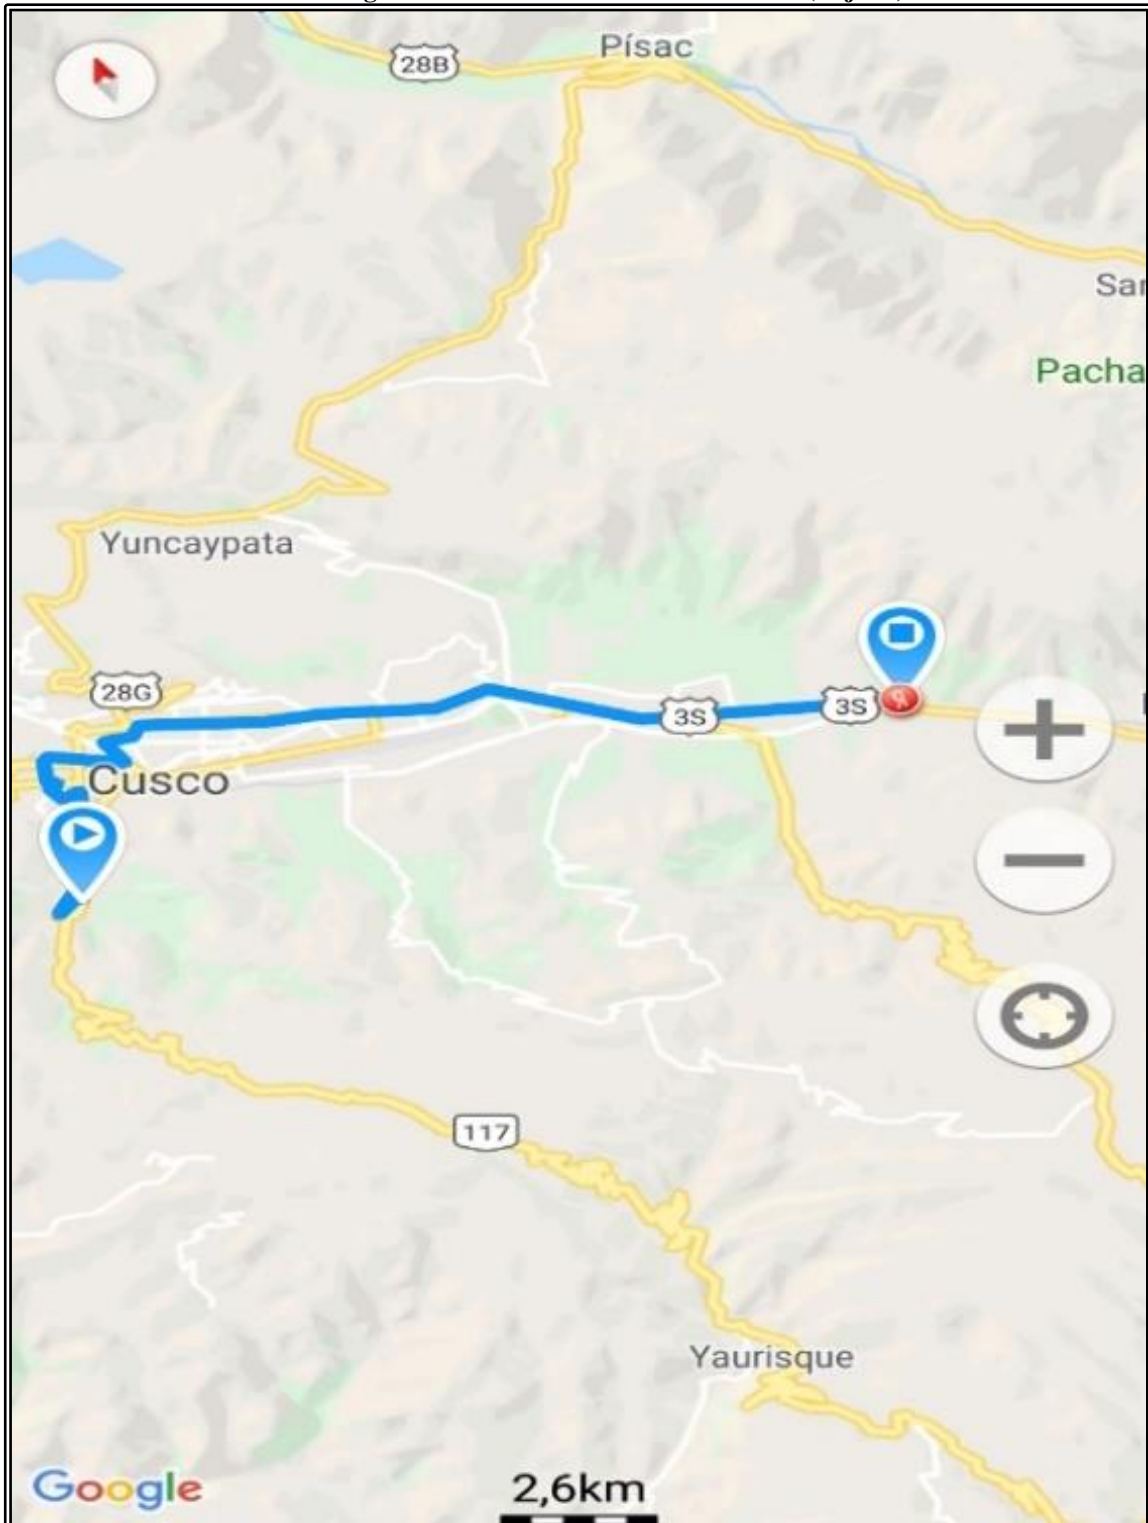 28B
Písac
Sar
Pacha
Yuncaypata
28G
3S
3S
Cusco
117
Yaurisque
Google
2,6km